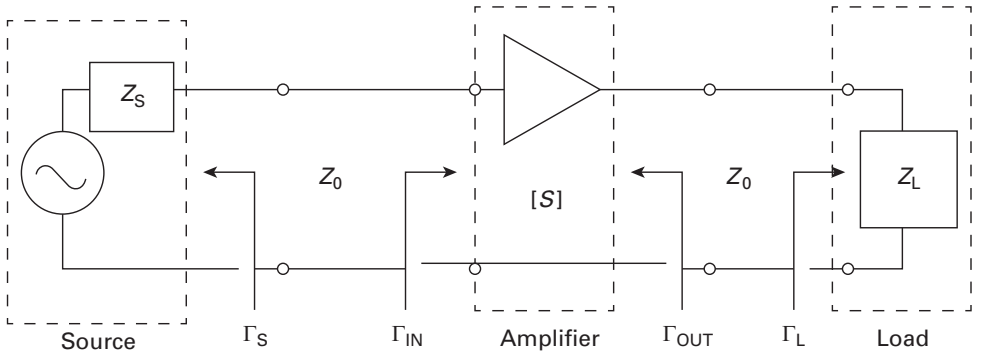 Z_S
Z_0
[S]
Z_0
Z_L
Γ_S
Γ_IN
Γ_OUT
Γ_L
Source
Amplifier
Load